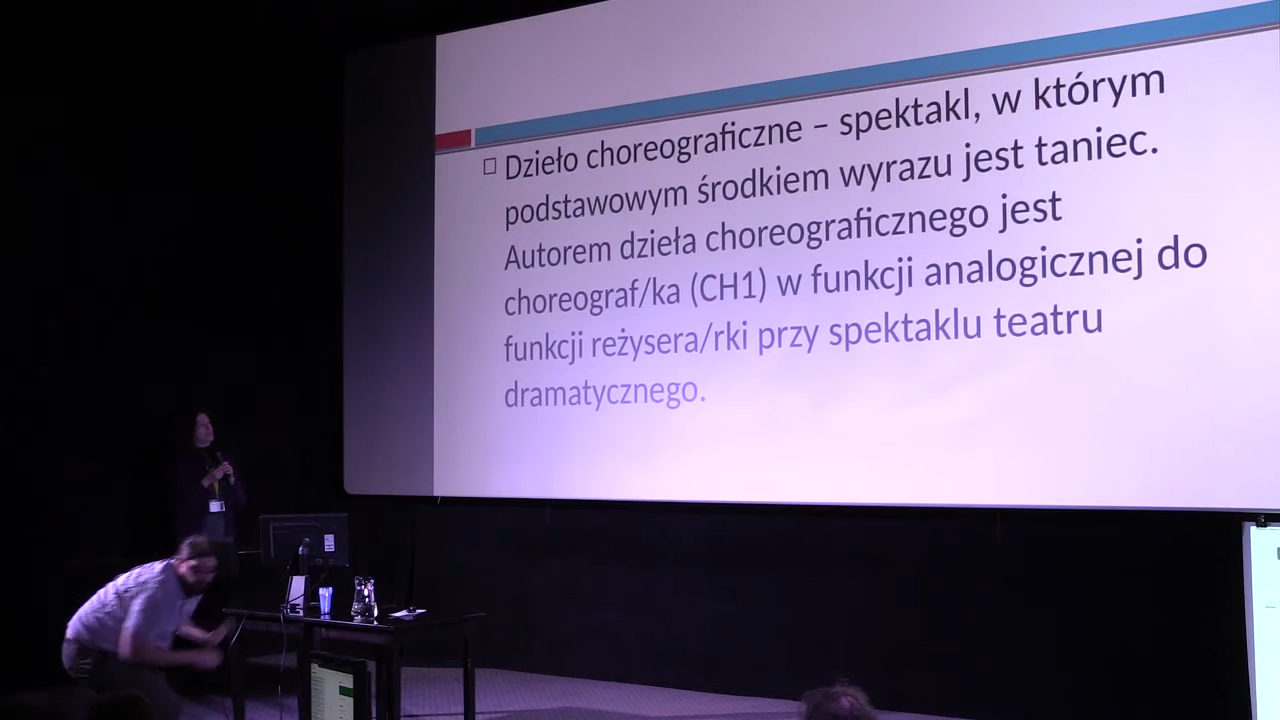 Dzieło choreograficzne – spektakl, w którym
podstawowym środkiem wyrazu jest taniec.
Autorem dzieła choreograficznego jest
choreograf/ka (CH1) w funkcji analogicznej do
funkcji reżysera/rki przy spektaklu teatru
dramatycznego.